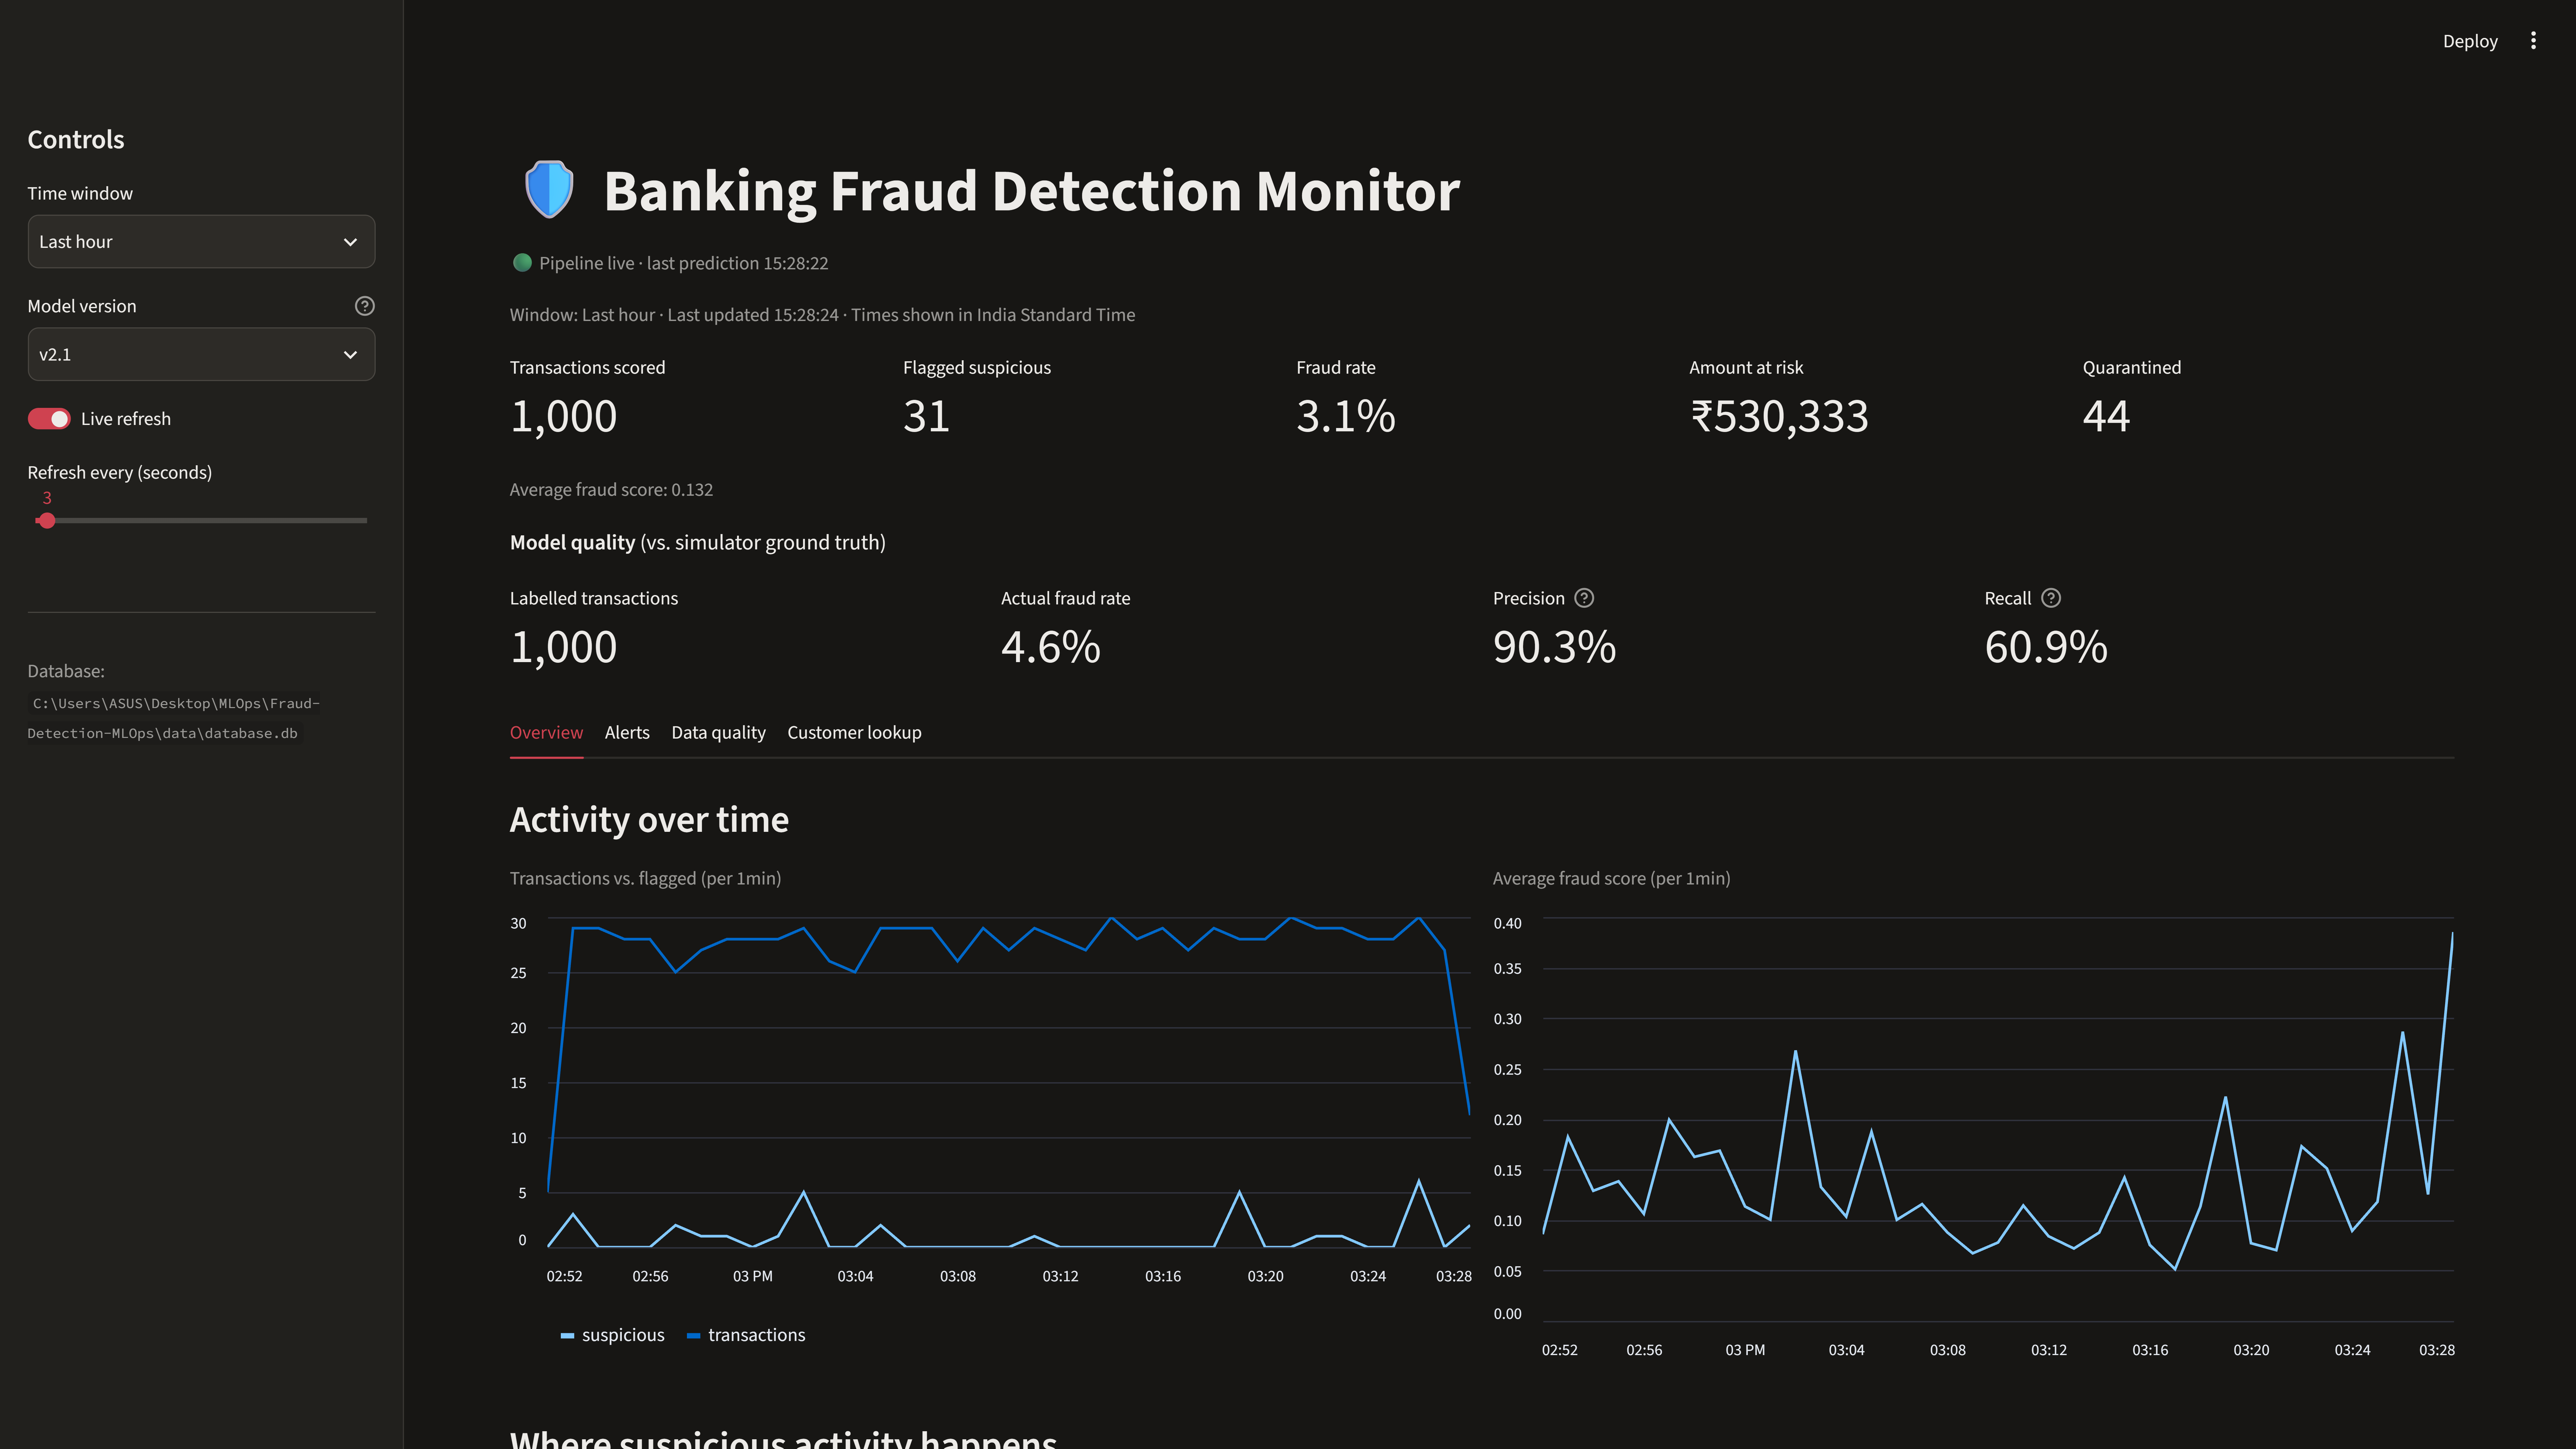 Deploy
Controls
Time window
Last hour
Model version
v2.1
Live refresh
Refresh every (seconds)
3
Database:
C:\Users\ASUS\Desktop\MLOps\Fraud-
Detection-MLOps\data\database.db
Banking Fraud Detection Monitor
Pipeline live · last prediction 15:28:22
Window: Last hour · Last updated 15:28:24 · Times shown in India Standard Time
Transactions scored
1,000
Flagged suspicious
31
Fraud rate
3.1%
Amount at risk
₹530,333
Quarantined
44
Average fraud score: 0.132
Model quality (vs. simulator ground truth)
Labelled transactions
1,000
Actual fraud rate
4.6%
Precision
90.3%
Recall
60.9%
Overview Alerts Data quality Customer lookup
Activity over time
Transactions vs. flagged (per 1min)
30
25
20
15
10
5
0
02:52 02:56 03 PM 03:04 03:08 03:12 03:16 03:20 03:24 03:28
suspicious transactions
Average fraud score (per 1min)
0.40
0.35
0.30
0.25
0.20
0.15
0.10
0.05
0.00
02:52 02:56 03 PM 03:04 03:08 03:12 03:16 03:20 03:24 03:28
Where suspicious activity happens